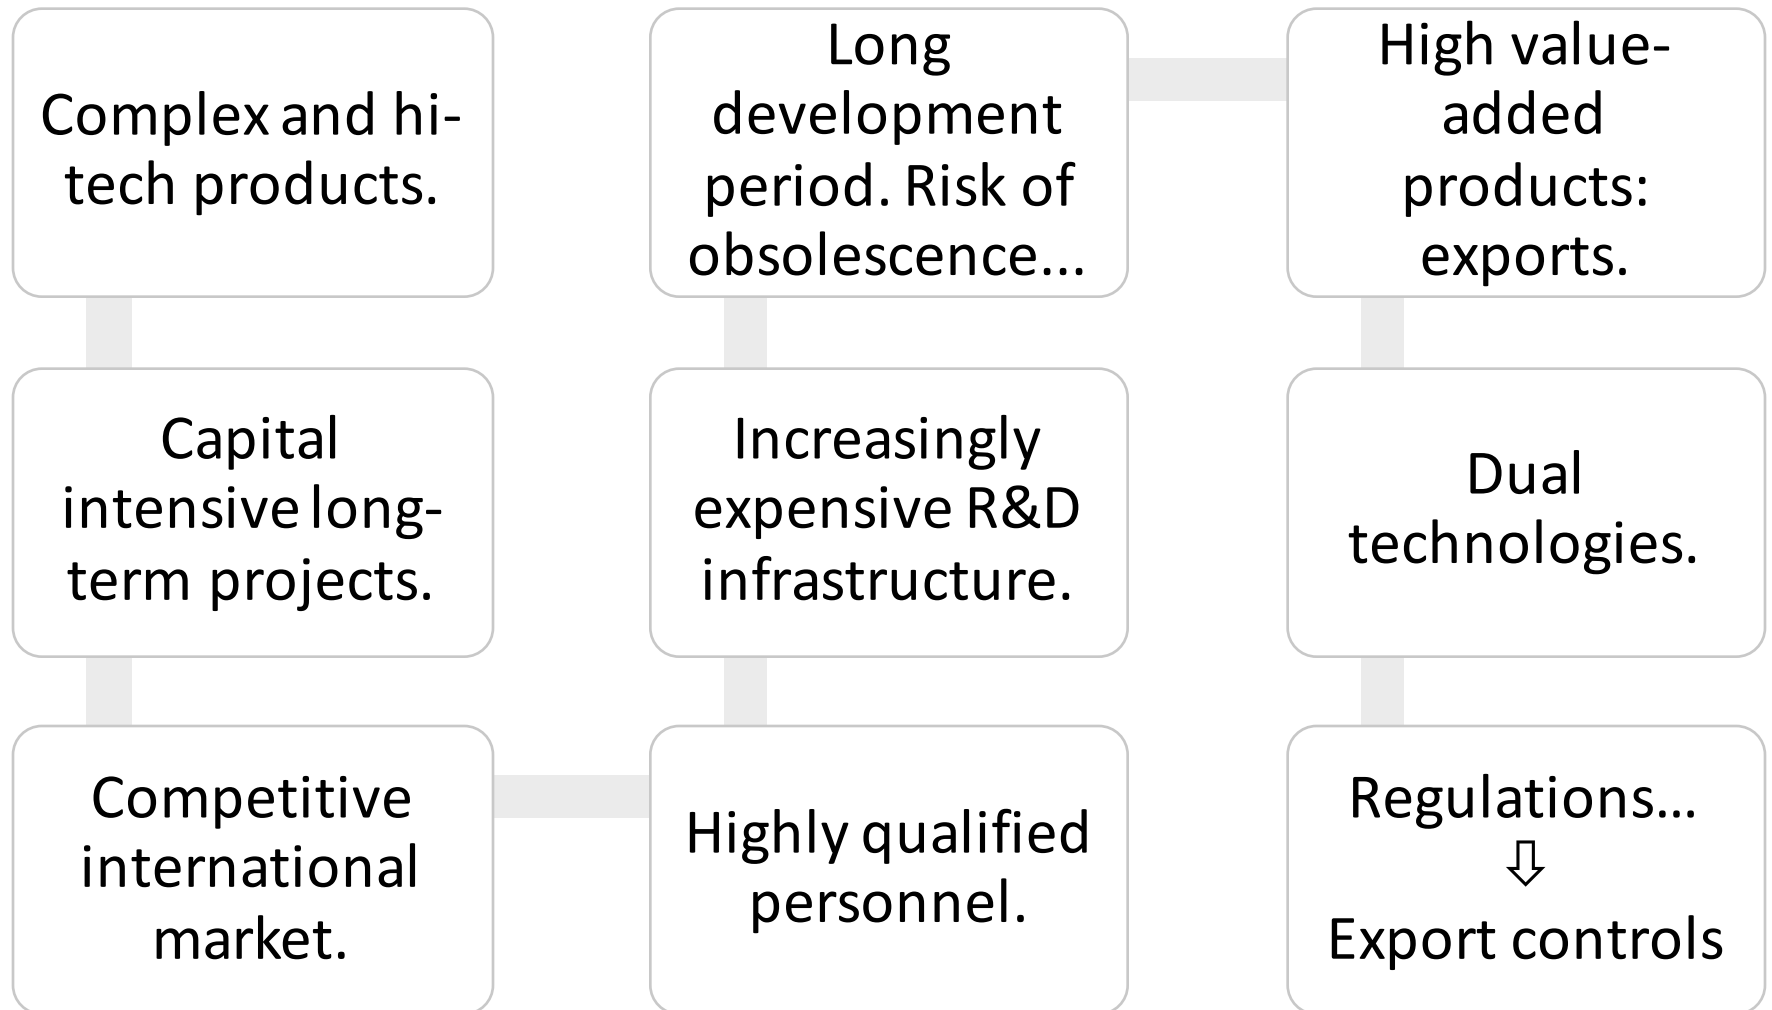 Complex and hi-
tech products.
Capital
intensive long-
term projects.
Competitive
international
market.
Highly qualified
personnel.
Increasingly
expensive R&D
infrastructure.
Long
development
period. Risk of
obsolescence...
High value-
added
products:
exports.
Dual
technologies.
Regulations...
⇩
Export controls